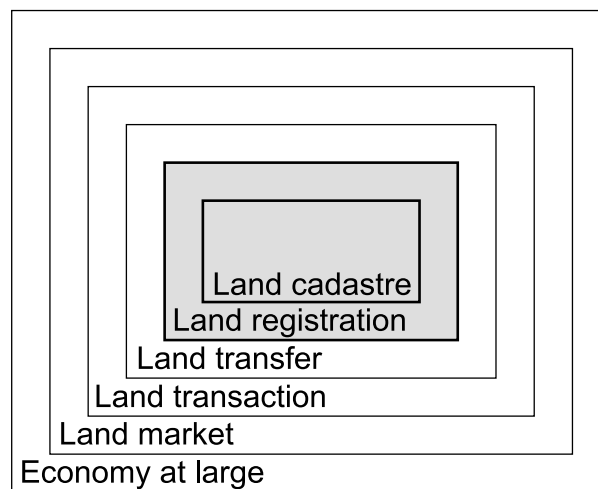 Land cadastre
Land registration
Land transfer
Land transaction
Land market
Economy at large